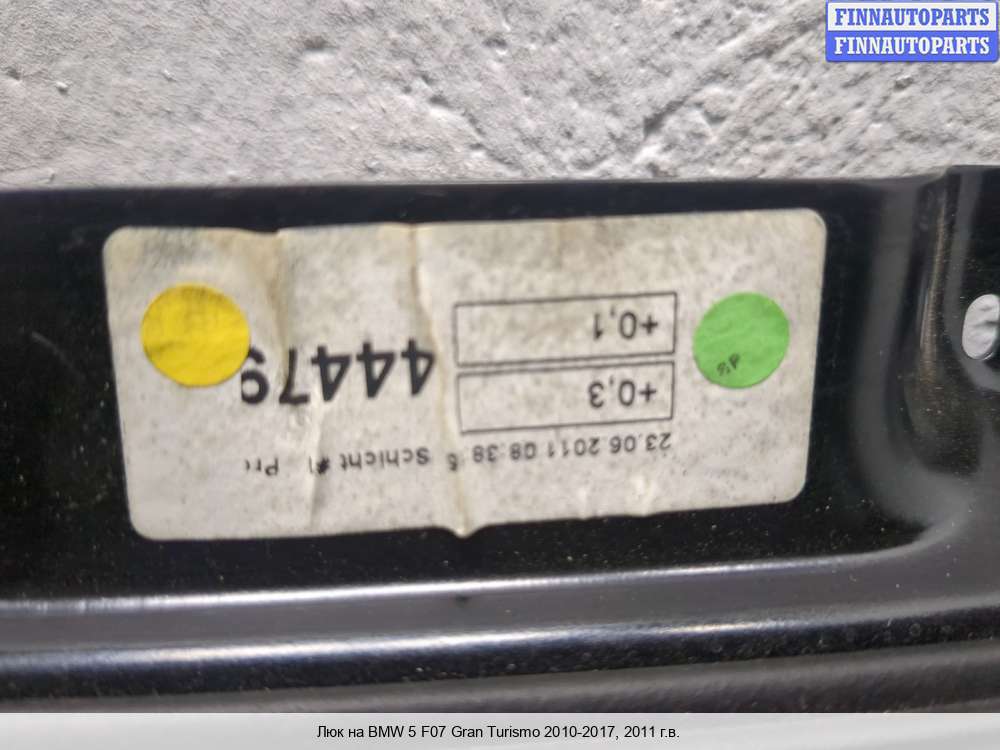 FINNAUTOPARTS
FINNAUTOPARTS
23.06.2011 08:38
Schicht #1
+0,3
+0,1
44479
Люк на BMW 5 F07 Gran Turismo 2010-2017, 2011 г.в.